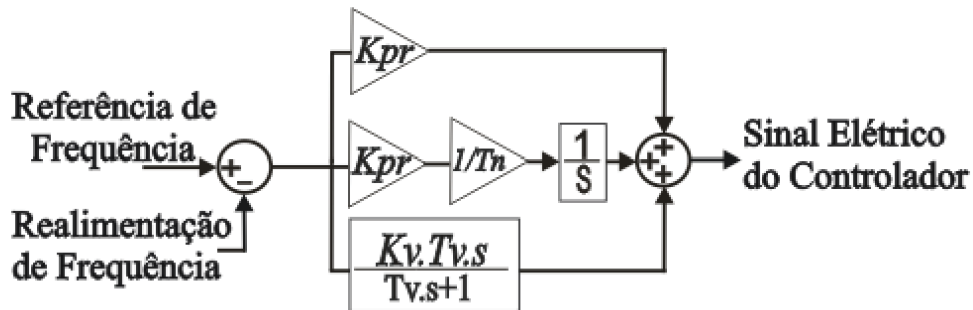 Kpr
Referência de
Frequência
+
−
Realimentação
de Frequência
Kpr
1/Tn
1
S
Kv.Tv.s
Tv.s+1
+
+
+
Sinal Elétrico
do Controlador